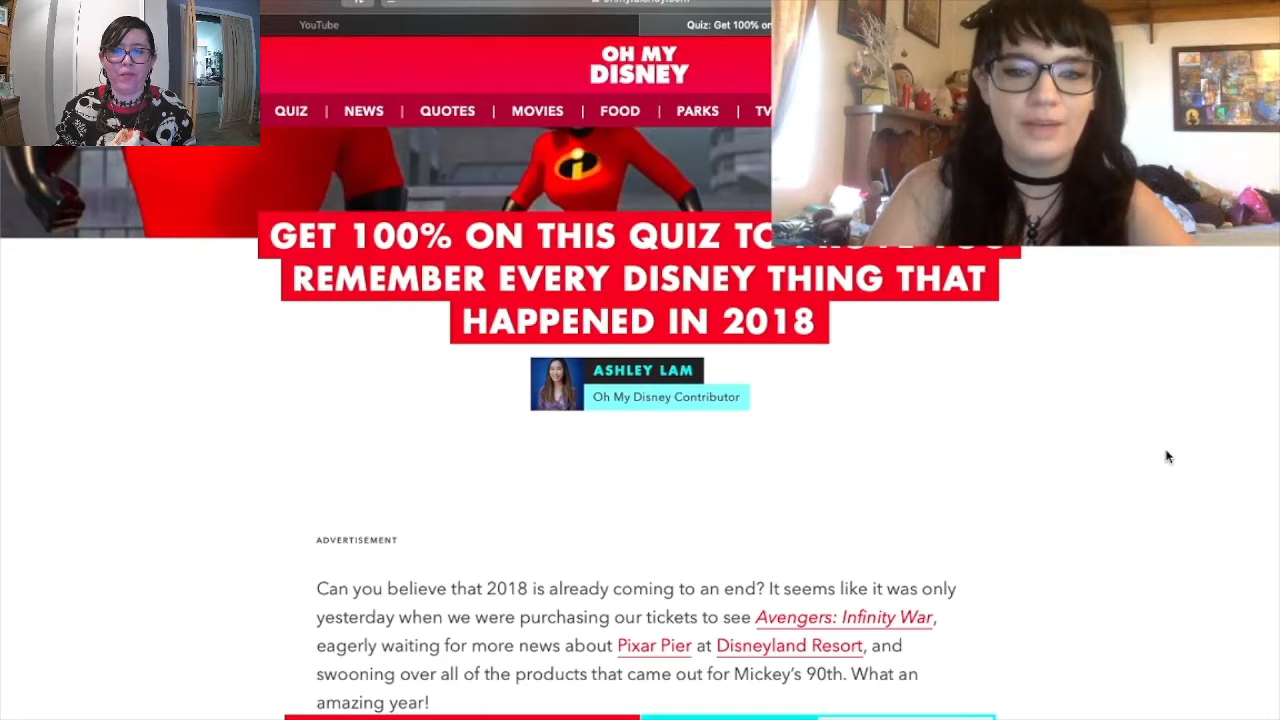 YouTube
Quiz: Get 100% on
OH MY
DISNEY
QUIZ | NEWS | QUOTES | MOVIES | FOOD | PARKS | TV
GET 100% ON THIS QUIZ TO
REMEMBER EVERY DISNEY THING THAT
HAPPENED IN 2018
ASHLEY LAM
Oh My Disney Contributor
ADVERTISEMENT
Can you believe that 2018 is already coming to an end? It seems like it was only
yesterday when we were purchasing our tickets to see Avengers: Infinity War,
eagerly waiting for more news about Pixar Pier at Disneyland Resort, and
swooning over all of the products that came out for Mickey's 90th. What an
amazing year!